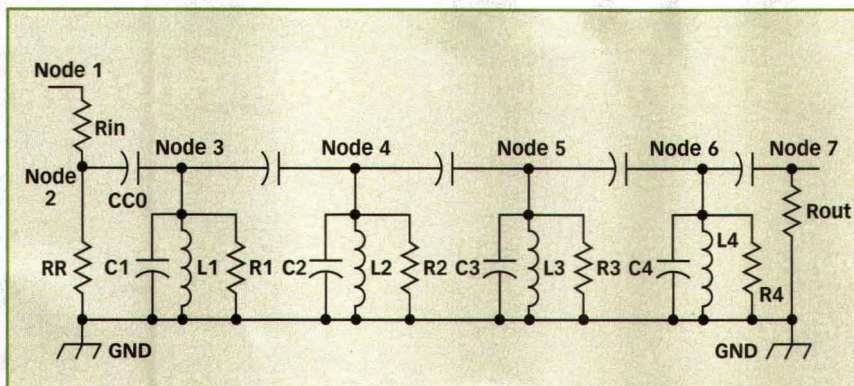 Node 1
Rin
Node 3
Node 4
Node 5
Node 6
Node 7
Node
2
CC0
Rout
RR
C1
L1
R1
C2
L2
R2
C3
L3
R3
C4
L4
R4
GND
GND